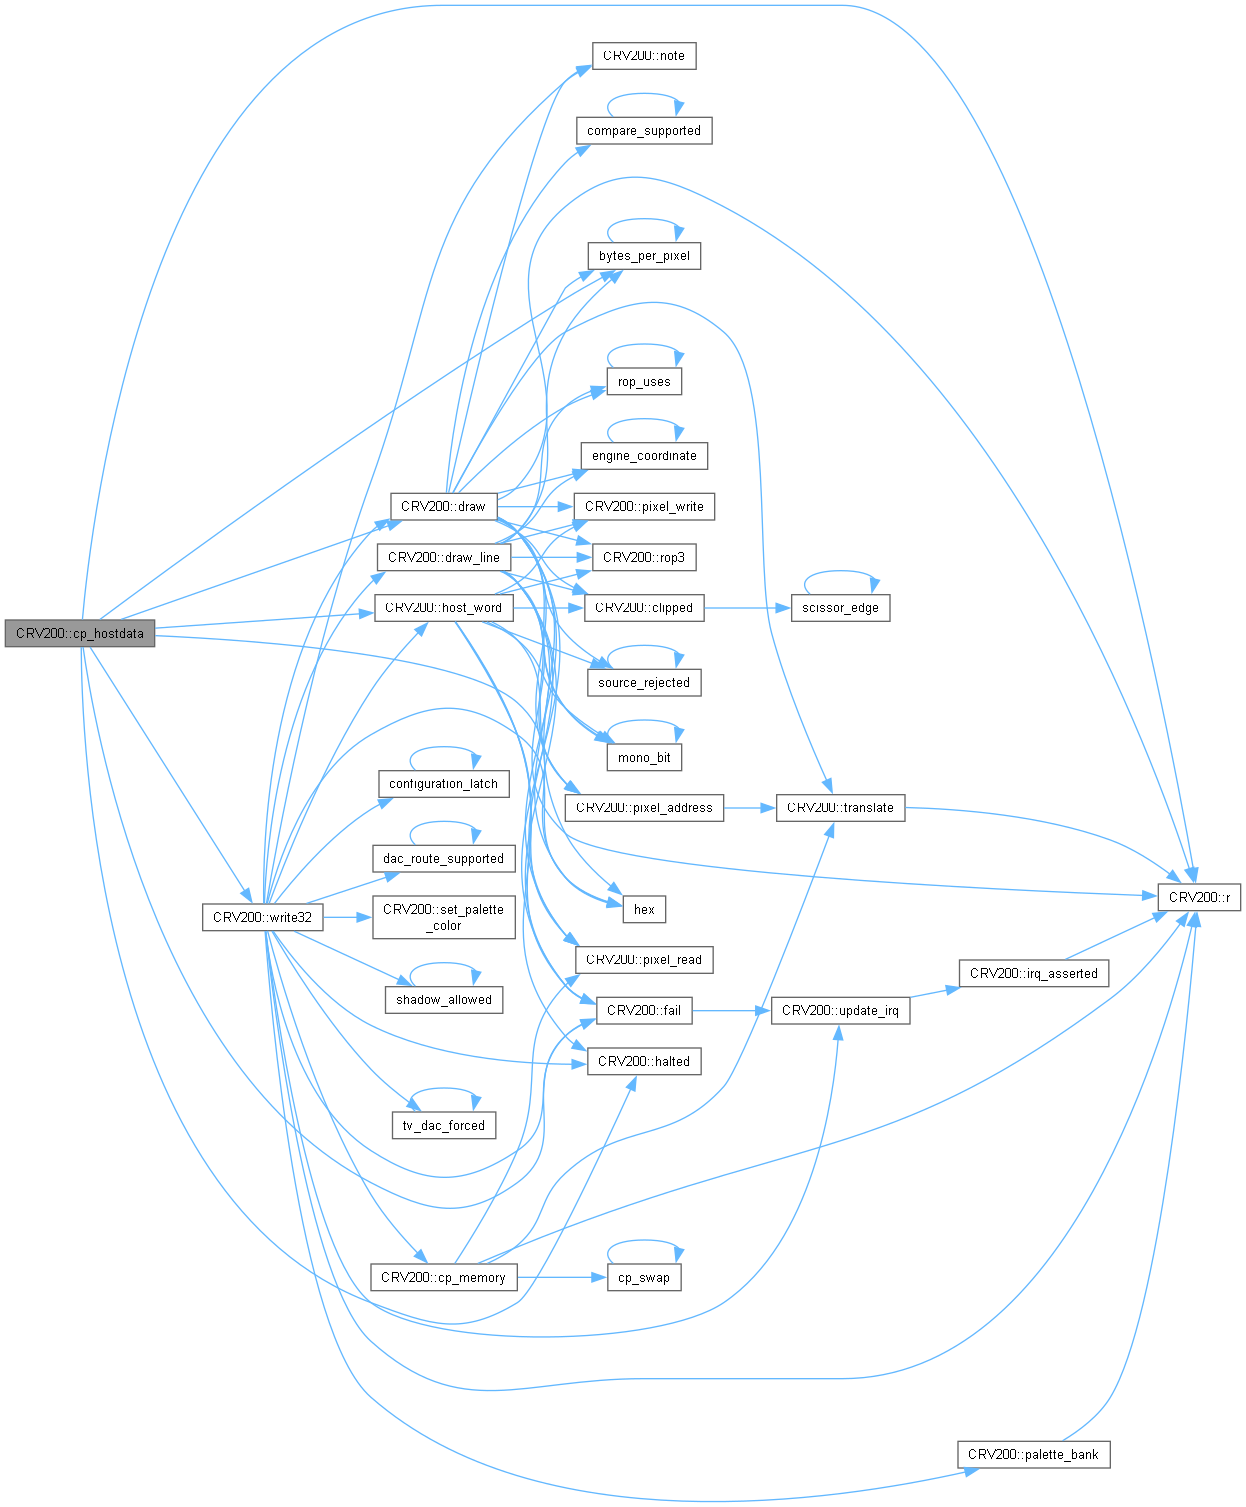 CRV200::note
compare_supported
bytes_per_pixel
rop_uses
engine_coordinate
CRV200::draw
CRV200::pixel_write
CRV200::draw_line
CRV200::rop3
CRV200::host_word
CRV200::clipped
scissor_edge
CRV200::cp_hostdata
source_rejected
mono_bit
configuration_latch
CRV200::pixel_address
CRV200::translate
dac_route_supported
CRV200::r
hex
CRV200::write32
CRV200::set_palette
_color
CRV200::pixel_read
CRV200::irq_asserted
shadow_allowed
CRV200::fail
CRV200::update_irq
CRV200::halted
tv_dac_forced
CRV200::cp_memory
cp_swap
CRV200::palette_bank